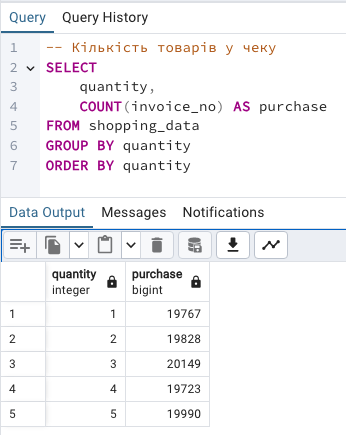 Query Query History
1 -- Кількість товарів у чеку
2 SELECT
3 quantity,
4 COUNT(invoice_no) AS purchase
5 FROM shopping_data
6 GROUP BY quantity
7 ORDER BY quantity
Data Output Messages Notifications
quantity purchase
integer bigint
1 1 19767
2 2 19828
3 3 20149
4 4 19723
5 5 19990